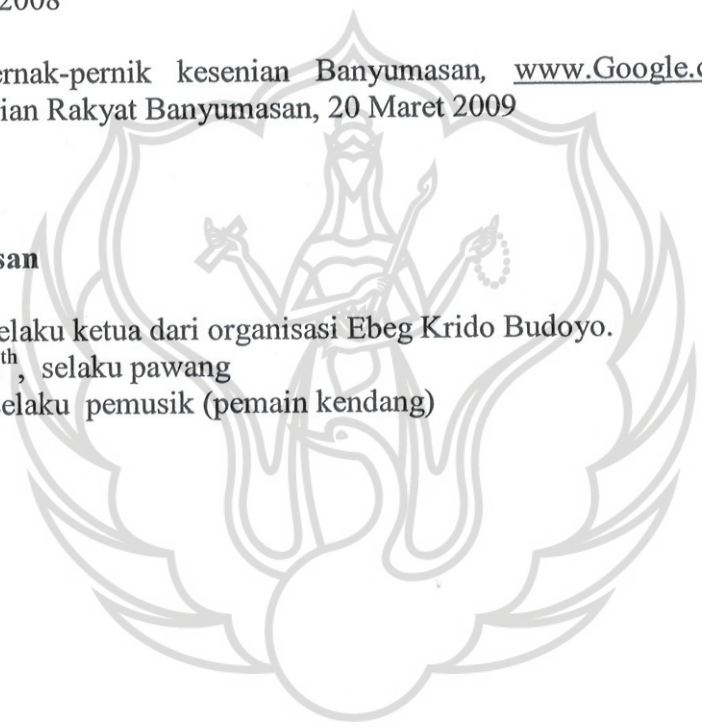 2008
ernak-pernik kesenian Banyumasan, www.Google.c
ian Rakyat Banyumasan, 20 Maret 2009
san
elaku ketua dari organisasi Ebeg Krido Budoyo.
th, selaku pawang
selaku pemusik (pemain kendang)